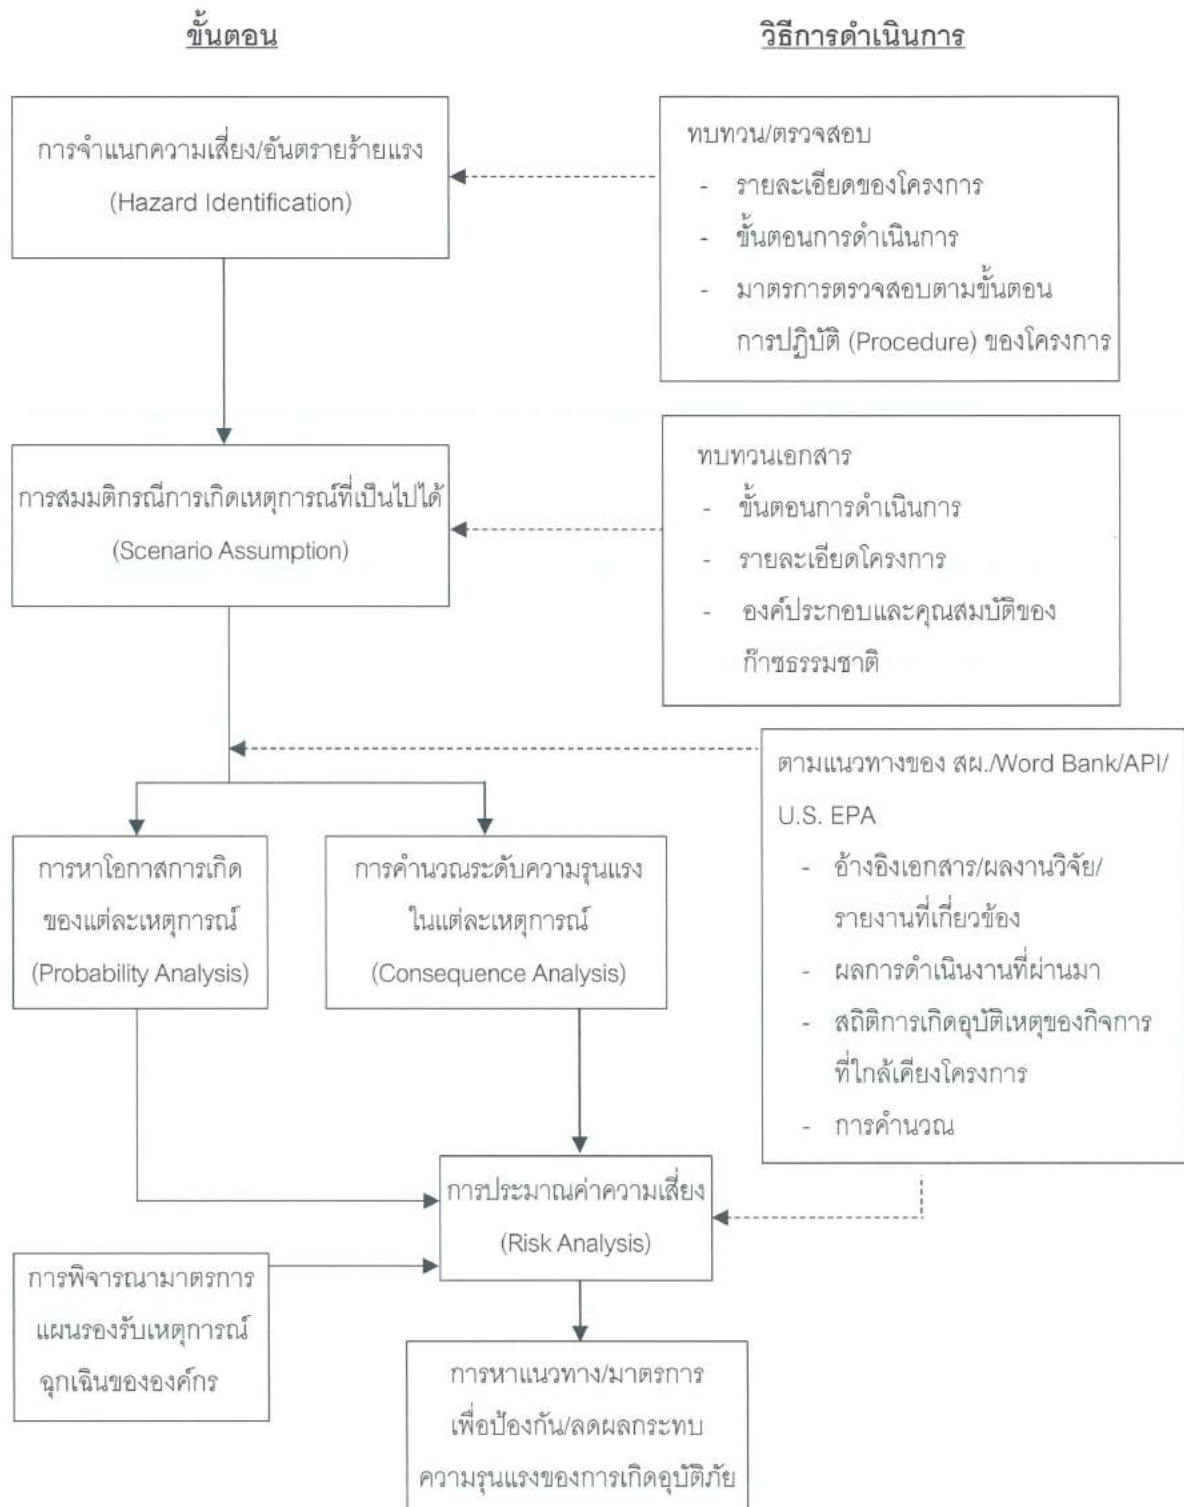 ขั้นตอน
วิธีการดำเนินการ
การจำแนกความเสี่ยง/อันตรายร้ายแรง
(Hazard Identification)
ทบทวน/ตรวจสอบ
- รายละเอียดของโครงการ
- ขั้นตอนการดำเนินการ
- มาตรการตรวจสอบตามขั้นตอน
การปฏิบัติ (Procedure) ของโครงการ
การสมมติกรณีการเกิดเหตุการณ์ที่เป็นไปได้
(Scenario Assumption)
ทบทวนเอกสาร
- ขั้นตอนการดำเนินการ
- รายละเอียดโครงการ
- องค์ประกอบและคุณสมบัติของ
ก๊าซธรรมชาติ
ตามแนวทางของ สผ./Word Bank/API/
U.S. EPA
- อ้างอิงเอกสาร/ผลงานวิจัย/
รายงานที่เกี่ยวข้อง
- ผลการดำเนินงานที่ผ่านมา
- สถิติการเกิดอุบัติเหตุของกิจการ
ที่ใกล้เคียงโครงการ
- การคำนวณ
การหาโอกาสการเกิด
ของแต่ละเหตุการณ์
(Probability Analysis)
การคำนวณระดับความรุนแรง
ในแต่ละเหตุการณ์
(Consequence Analysis)
การประมาณค่าความเสี่ยง
(Risk Analysis)
การพิจารณามาตรการ
แผนรองรับเหตุการณ์
ฉุกเฉินขององค์กร
การหาแนวทาง/มาตรการ
เพื่อป้องกัน/ลดผลกระทบ
ความรุนแรงของการเกิดอุบัติภัย